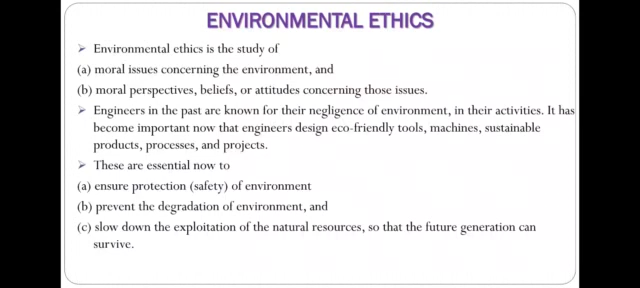 ENVIRONMENTAL ETHICS
➢ Environmental ethics is the study of
(a) moral issues concerning the environment, and
(b) moral perspectives, beliefs, or attitudes concerning those issues.
➢ Engineers in the past are known for their negligence of environment, in their activities. It has
become important now that engineers design eco-friendly tools, machines, sustainable
products, processes, and projects.
➢ These are essential now to
(a) ensure protection (safety) of environment
(b) prevent the degradation of environment, and
(c) slow down the exploitation of the natural resources, so that the future generation can
survive.